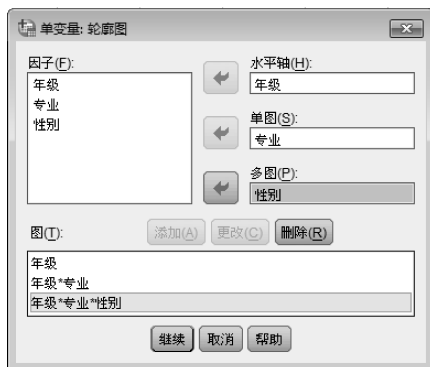 单变量: 轮廓图
因子(F):
年级
专业
性别
水平轴(H):
年级
单图(S):
专业
多图(P):
性别
图(T):
添加(A) 更改(C) 删除(R)
年级
年级*专业
年级*专业*性别
继续 取消 帮助